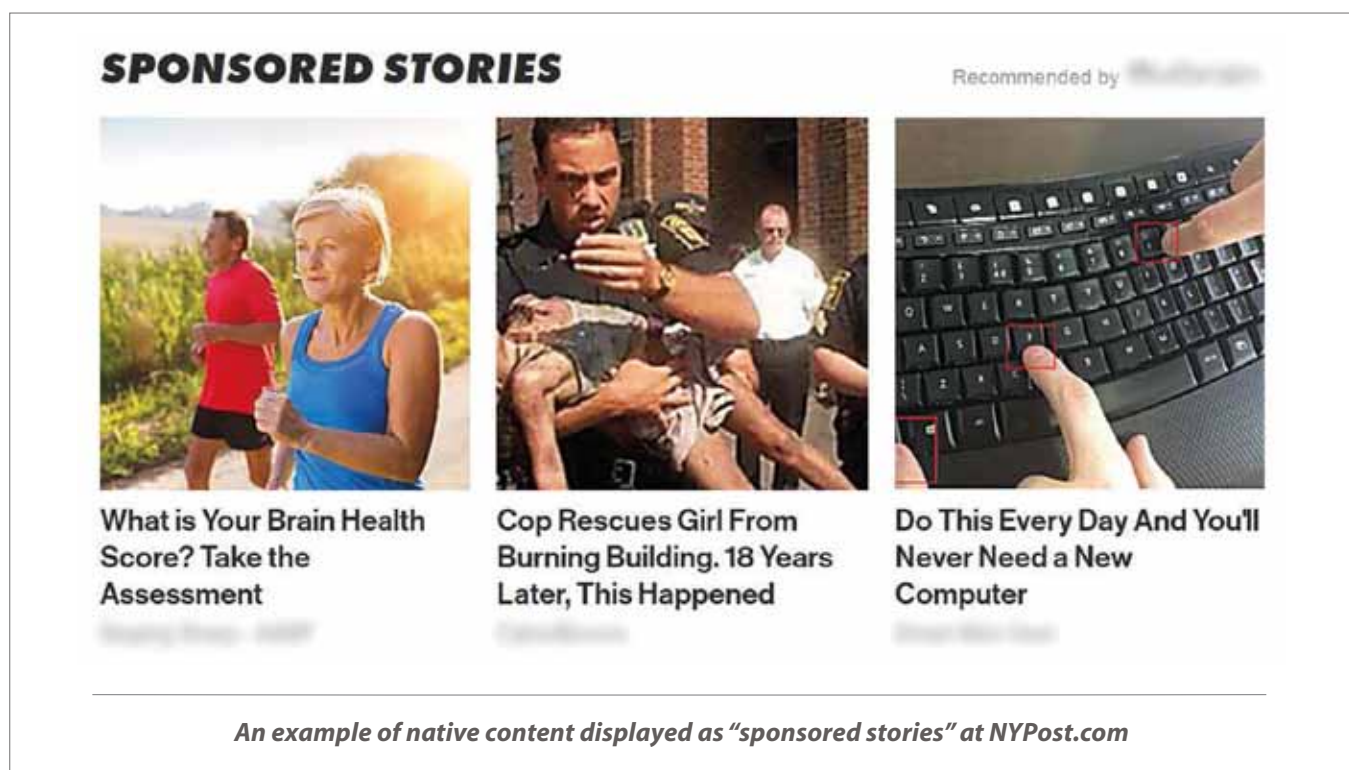 SPONSORED STORIES
Recommended by
What is Your Brain Health
Score? Take the
Assessment
Cop Rescues Girl From
Burning Building. 18 Years
Later, This Happened
Do This Every Day And You'll
Never Need a New
Computer
An example of native content displayed as “sponsored stories” at NYPost.com